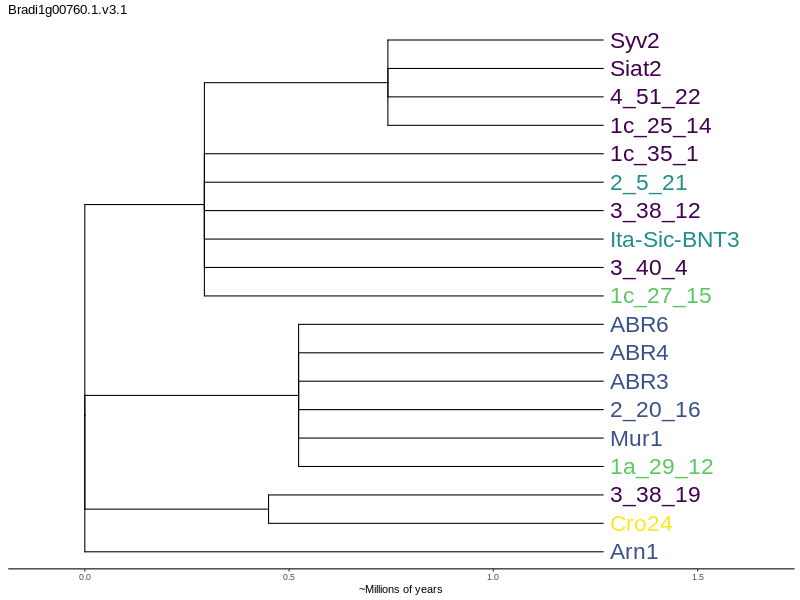 Bradi1g00760.1.v3.1
Syv2
Siat2
4_51_22
1c_25_14
1c_35_1
2_5_21
3_38_12
Ita-Sic-BNT3
3_40_4
1c_27_15
ABR6
ABR4
ABR3
2_20_16
Mur1
1a_29_12
3_38_19
Cro24
Arn1
0.0 0.5 1.0 1.5
~Millions of years